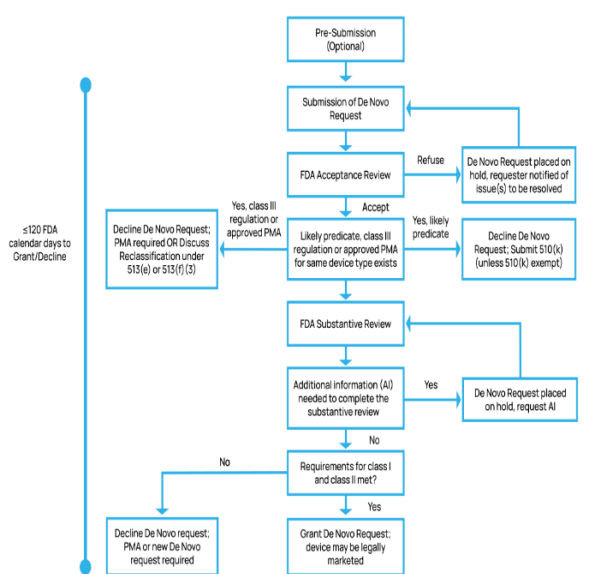 Pre-Submission
(Optional)
Submission of De Novo
Request
FDA Acceptance Review
Refuse
De Novo Request placed on
hold, requester notified of
issue(s) to be resolved
Accept
Yes, class III
regulation or
approved PMA
Decline De Novo Request;
PMA required OR Discuss
Reclassification under
513(e) or 513(f)(3)
Likely predicate, class III
regulation or approved PMA
for same device type exists
Yes, likely
predicate
Decline De Novo
Request; Submit 510(k)
(unless 510(k) exempt)
≤120 FDA
calendar days to
Grant/Decline
FDA Substantive Review
Additional information (AI)
needed to complete the
substantive review
Yes
De Novo Request placed
on hold, request AI
No
Requirements for class I
and class II met?
No
Yes
Decline De Novo request;
PMA or new De Novo
request required
Grant De Novo Request;
device may be legally
marketed